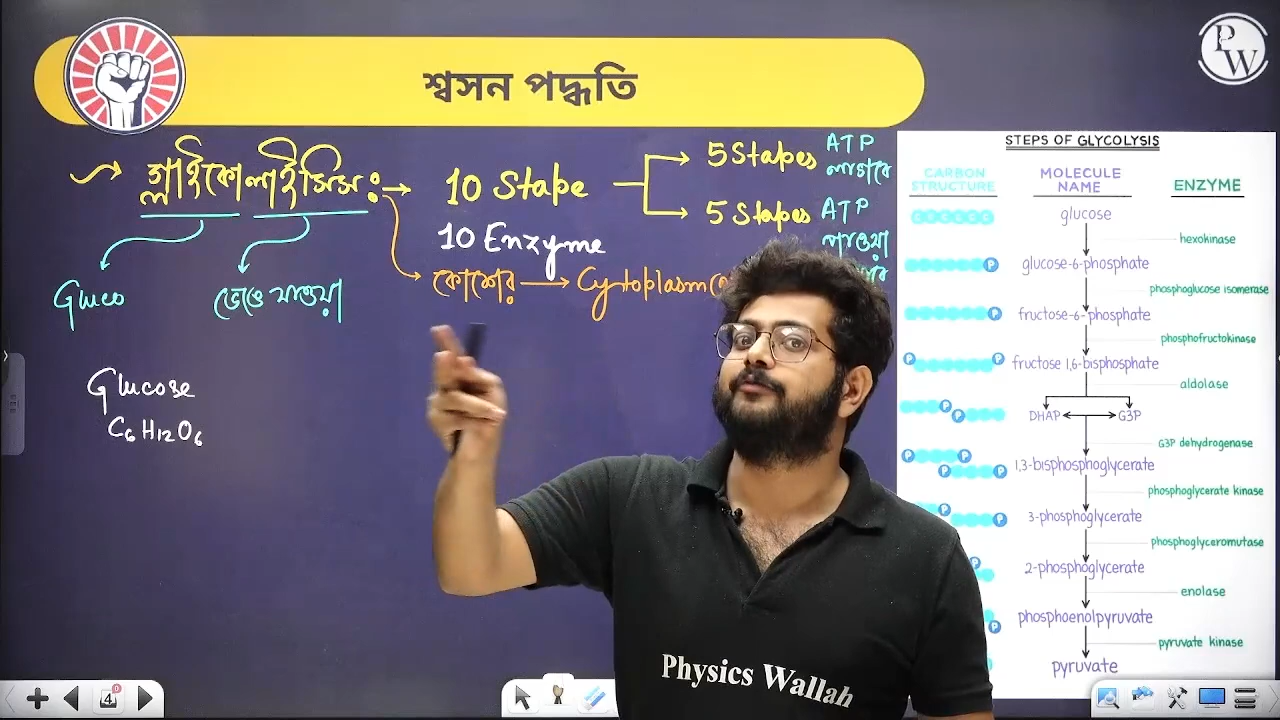 শ্বসন পদ্ধতি
PW
গ্লাইকোলাইসিসঃ
10 Stape
5 Stapes ATP লাগবে
5 Stapes ATP পাওয়া
10 Enzyme
কোশের → Cytoplasm
Gluco
ভেঙে যাওয়া
Glucose
C6H12O6
STEPS OF GLYCOLYSIS
CARBON STRUCTURE
MOLECULE NAME
ENZYME
C C C C C C
glucose
hexokinase
P
glucose-6-phosphate
phosphoglucose isomerase
P
fructose-6-phosphate
phosphofructokinase
P P
fructose 1,6-bisphosphate
aldolase
P P
DHAP G3P
G3P dehydrogenase
P P
P P
1,3-bisphosphoglycerate
phosphoglycerate kinase
P P
3-phosphoglycerate
phosphoglyceromutase
P
2-phosphoglycerate
enolase
P
phosphoenolpyruvate
pyruvate kinase
pyruvate
Physics Wallah
4
0